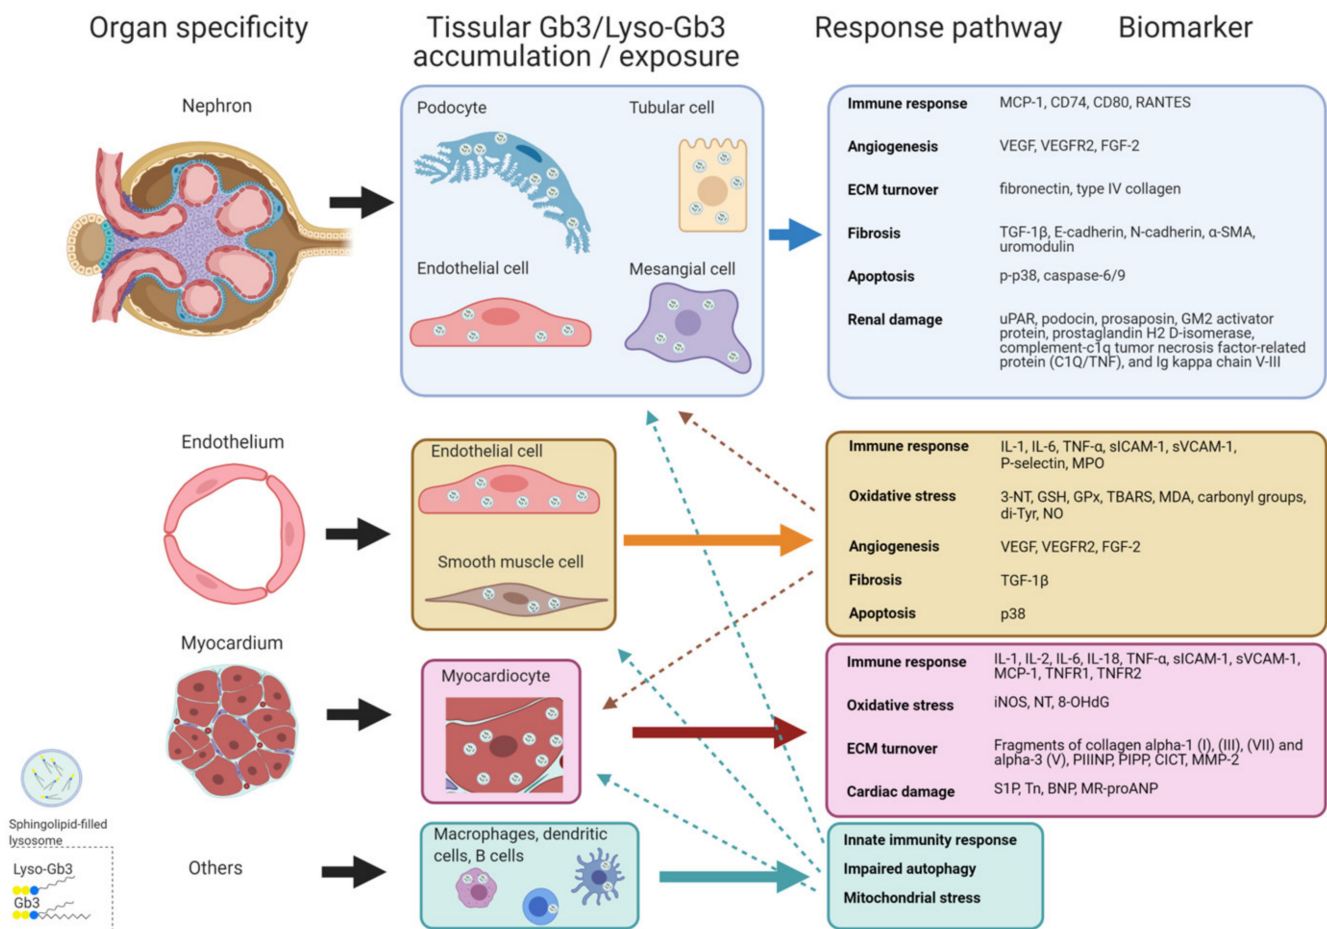 Organ specificity
Tissular Gb3/Lyso-Gb3
accumulation / exposure
Response pathway
Biomarker
Nephron
Podocyte
Tubular cell
Endothelial cell
Mesangial cell
Immune response
MCP-1, CD74, CD80, RANTES
Angiogenesis
VEGF, VEGFR2, FGF-2
ECM turnover
fibronectin, type IV collagen
Fibrosis
TGF-1β, E-cadherin, N-cadherin, α-SMA,
uromodulin
Apoptosis
p-p38, caspase-6/9
Renal damage
uPAR, podocin, prosaposin, GM2 activator
protein, prostaglandin H2 D-isomerase,
complement-c1q tumor necrosis factor-related
protein (C1Q/TNF), and Ig kappa chain V-III
Endothelium
Endothelial cell
Smooth muscle cell
Immune response
IL-1, IL-6, TNF-α, sICAM-1, sVCAM-1,
P-selectin, MPO
Oxidative stress
3-NT, GSH, GPx, TBARS, MDA, carbonyl groups,
di-Tyr, NO
Angiogenesis
VEGF, VEGFR2, FGF-2
Fibrosis
TGF-1β
Apoptosis
p38
Myocardium
Myocardiocyte
Immune response
IL-1, IL-2, IL-6, IL-18, TNF-α, sICAM-1, sVCAM-1,
MCP-1, TNFR1, TNFR2
Oxidative stress
iNOS, NT, 8-OHdG
ECM turnover
Fragments of collagen alpha-1 (I), (III), (VII) and
alpha-3 (V), PIIINP, PIPP, CICT, MMP-2
Cardiac damage
S1P, Tn, BNP, MR-proANP
Others
Macrophages, dendritic
cells, B cells
Innate immunity response
Impaired autophagy
Mitochondrial stress
Sphingolipid-filled
lysosome
Lyso-Gb3
Gb3